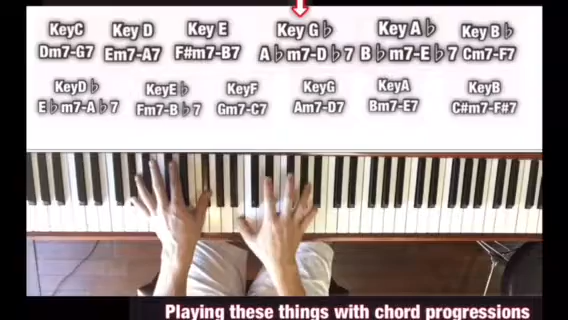 KeyC Key D Key E Key G♭ Key A♭ Key B♭
Dm7-G7 Em7-A7 F#m7-B7 A♭m7-D♭7 B♭m7-E♭7 Cm7-F7
KeyD♭ KeyE♭ KeyF KeyG KeyA KeyB
E♭m7-A♭7 Fm7-B♭7 Gm7-C7 Am7-D7 Bm7-E7 C#m7-F#7
Playing these things with chord progressions